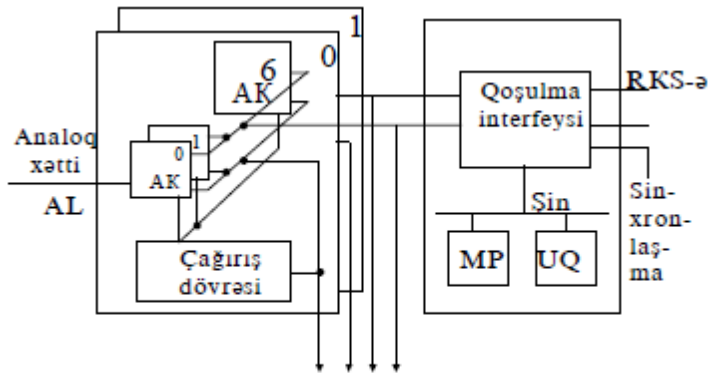 1
0
6
AK
1
0
AK
Analoq
xətti
AL
Çağırış
dövrəsi
Qoşulma
interfeysi
RKS-ə
Şin
MP
UQ
Sin-
xron-
laş-
ma